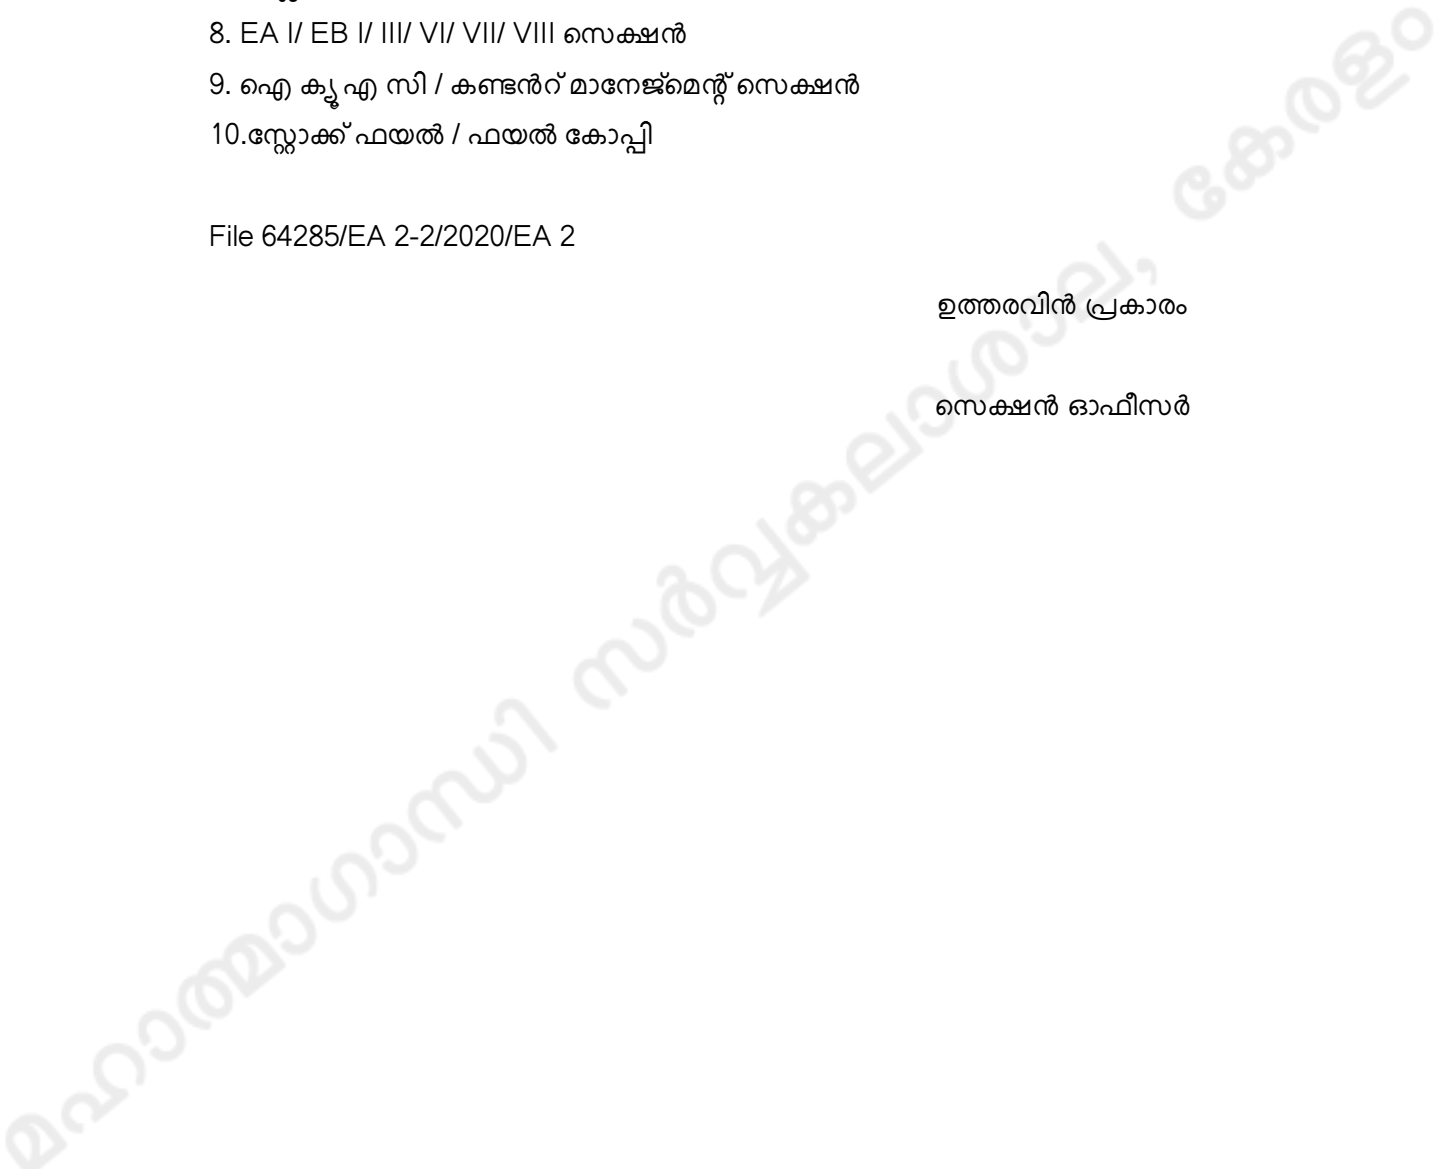 8. EA I/ EB I/ III/ VI/ VII/ VIII സെക്ഷൻ
9. ഐ ക്യൂ എ സി / കണ്ടൻറ് മാനേജ്മെന്റ് സെക്ഷൻ
10.സ്റ്റോക്ക് ഫയൽ / ഫയൽ കോപ്പി
File 64285/EA 2-2/2020/EA 2
ഉത്തരവിൻ പ്രകാരം
സെക്ഷൻ ഓഫീസർ
മഹാത്മാഗാന്ധി സർവ്വകലാശാല, കേരളം